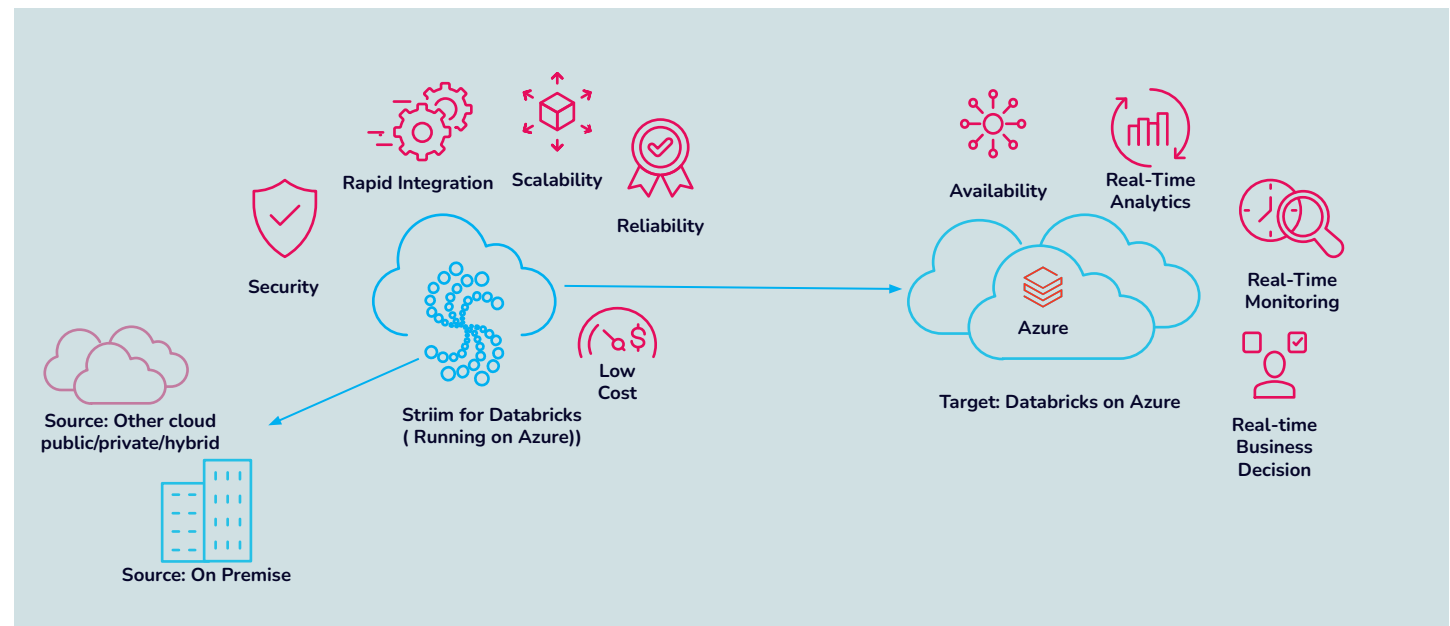 Rapid Integration
Scalability
Reliability
Security
Low
Cost
Striim for Databricks
( Running on Azure))
Source: Other cloud
public/private/hybrid
Source: On Premise
Availability
Real-Time
Analytics
Real-Time
Monitoring
Azure
Target: Databricks on Azure
Real-time
Business
Decision